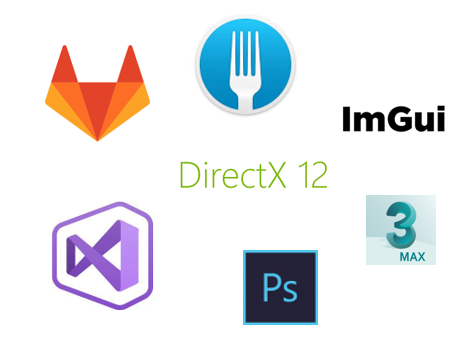 ImGui
DirectX 12
3
MAX
Ps